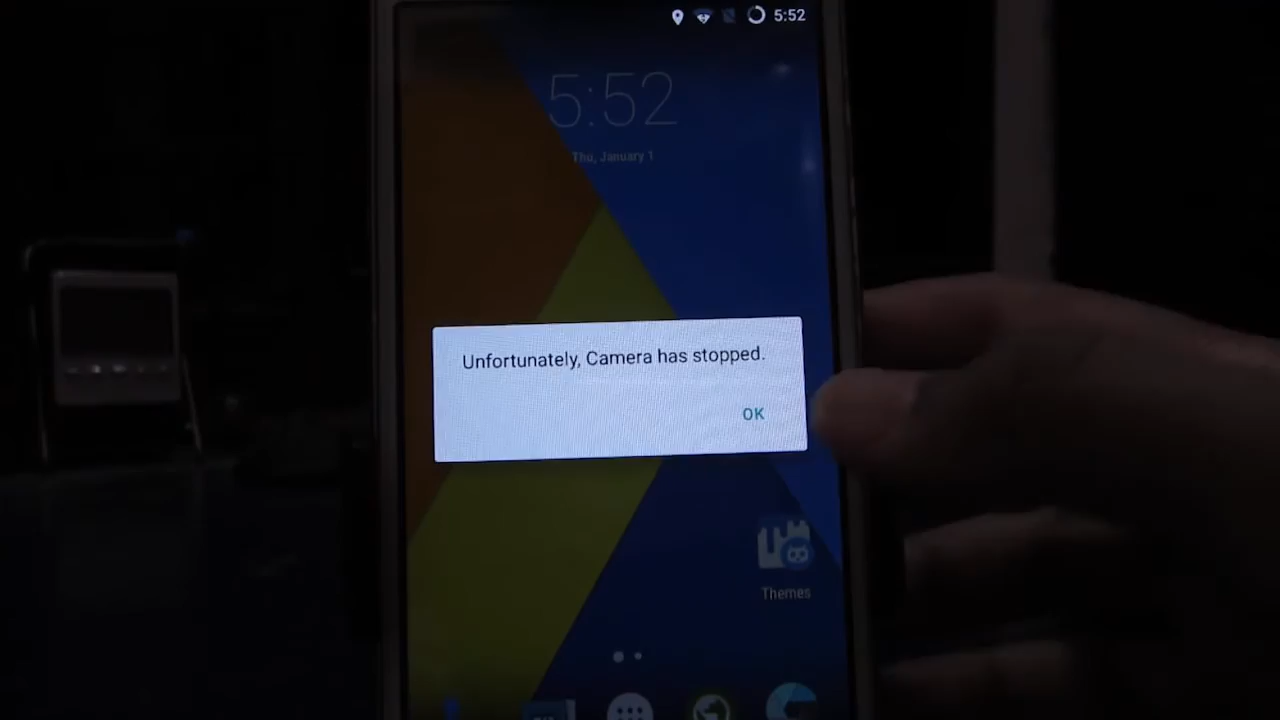 5:52
5:52
Thu, January 1
Unfortunately, Camera has stopped.
OK
Themes